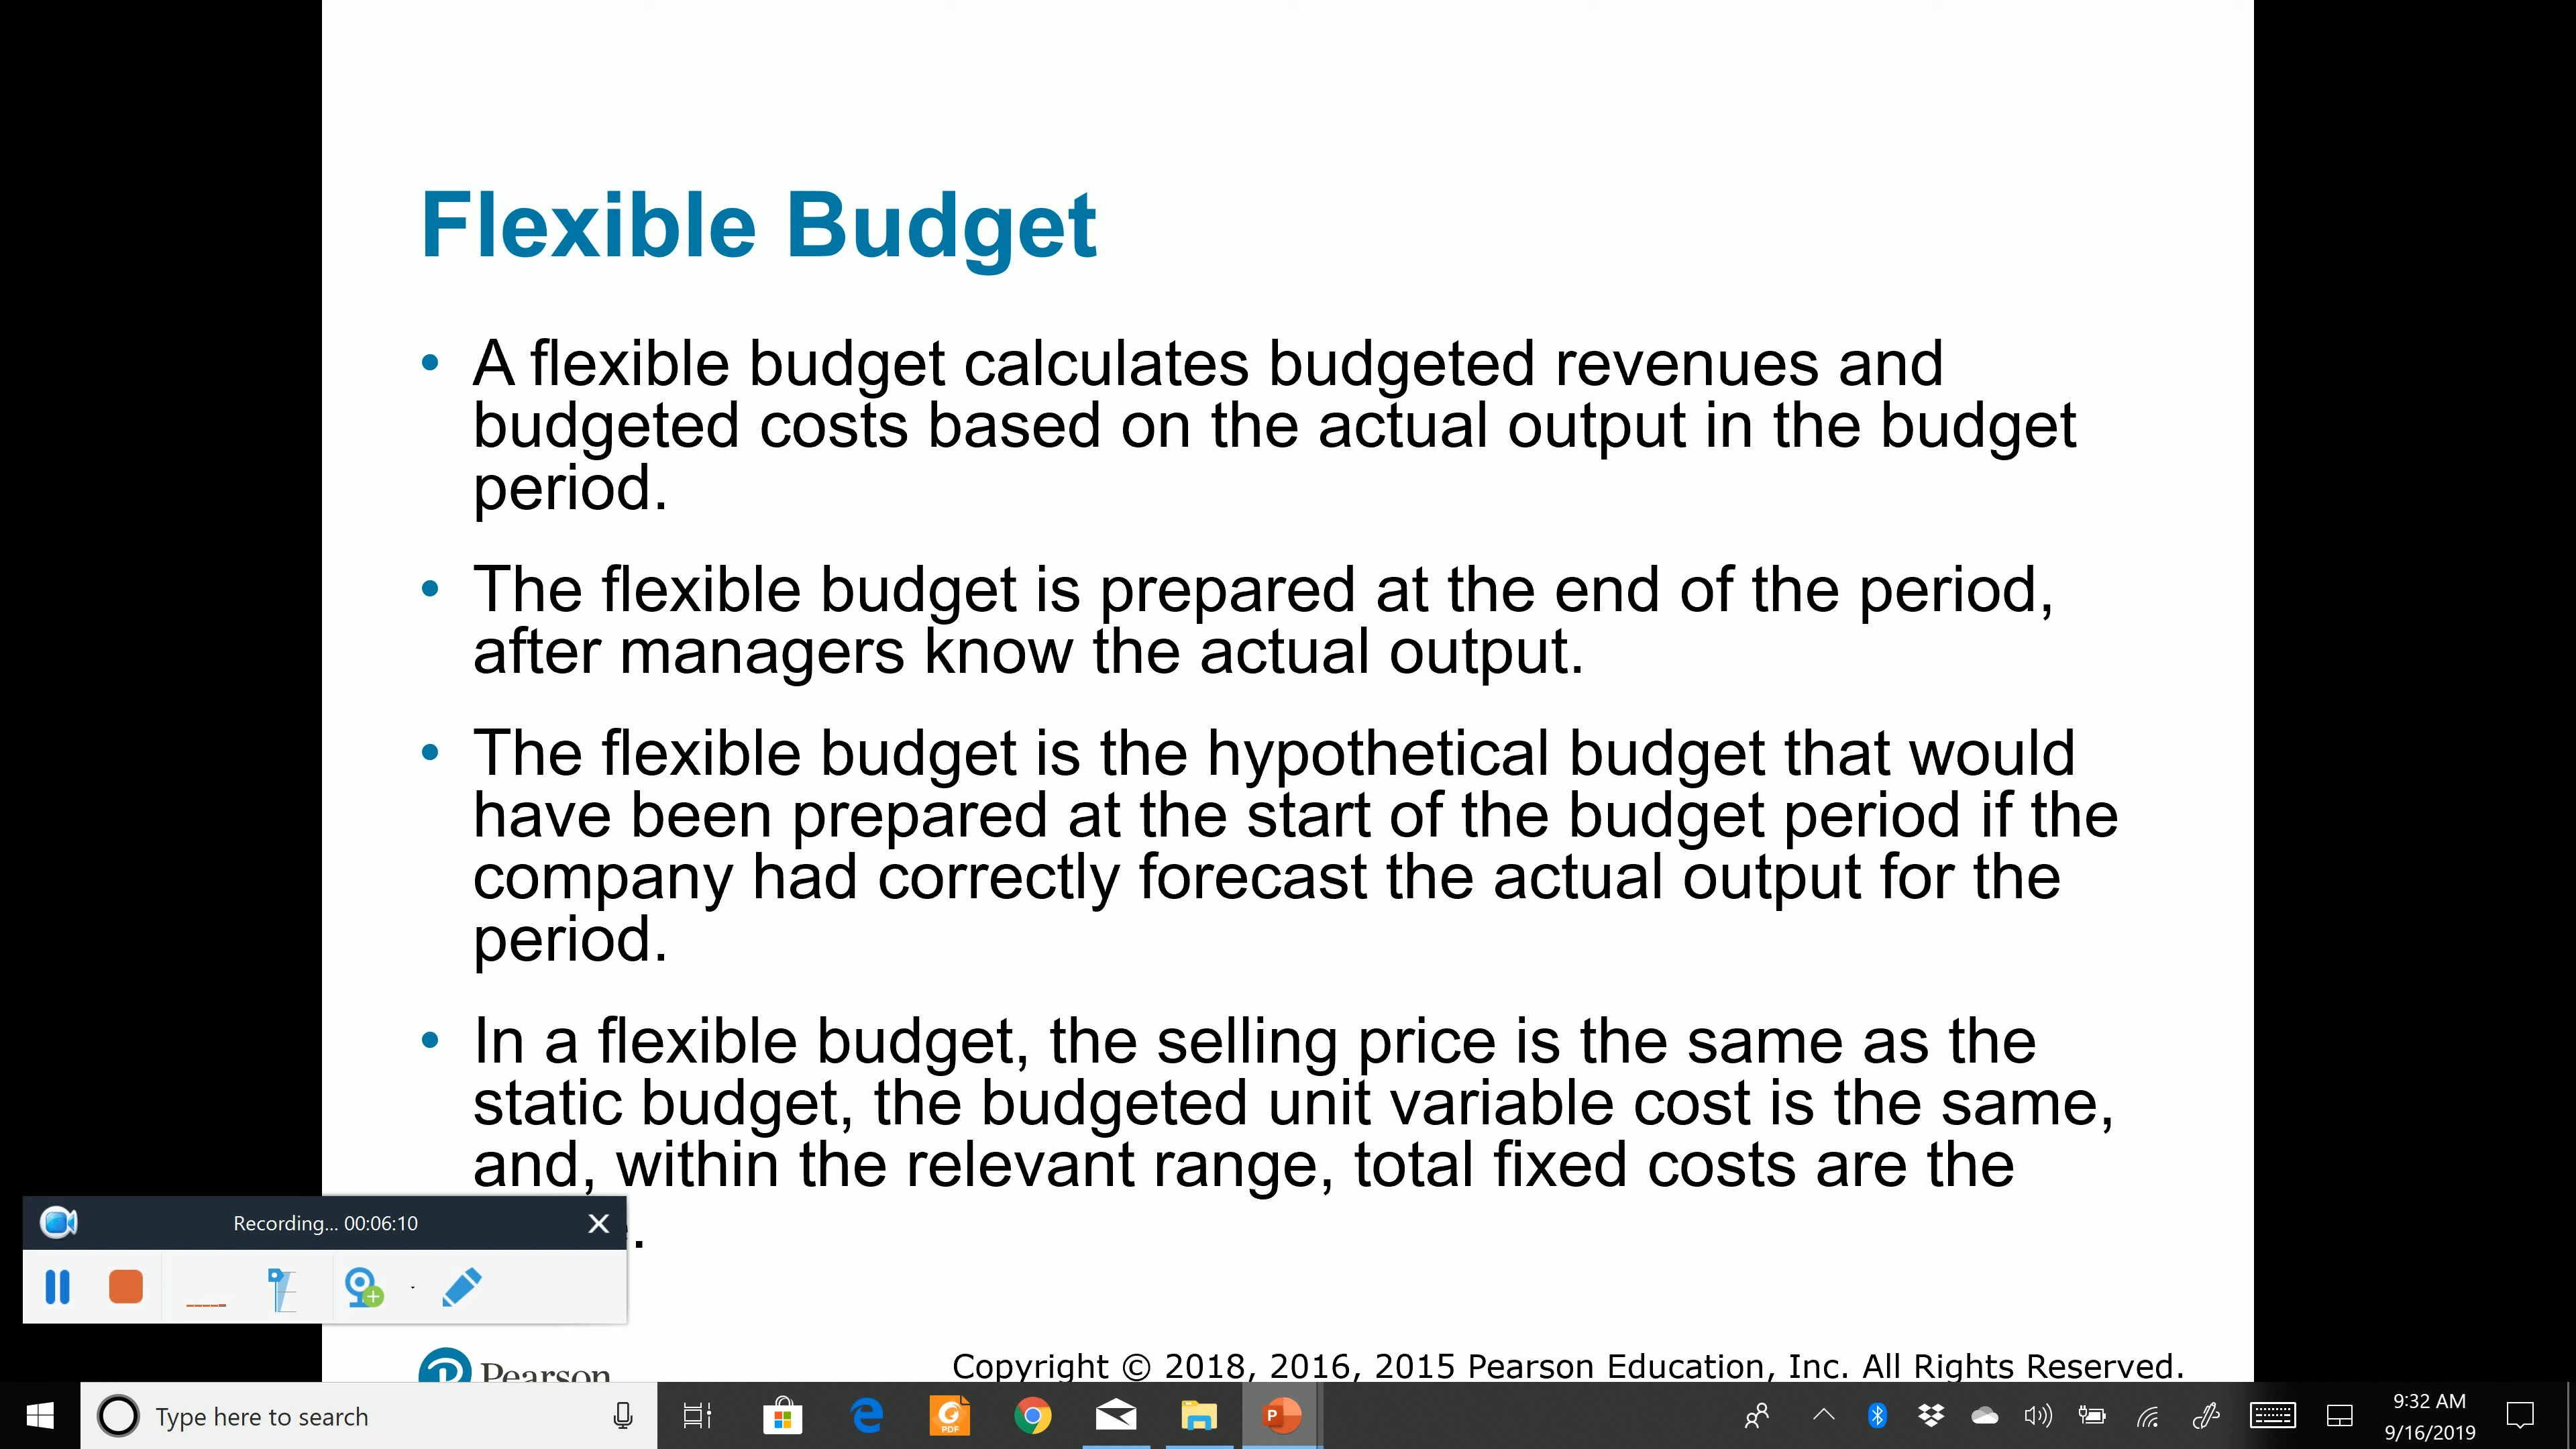 Flexible Budget
• A flexible budget calculates budgeted revenues and
budgeted costs based on the actual output in the budget
period.
• The flexible budget is prepared at the end of the period,
after managers know the actual output.
• The flexible budget is the hypothetical budget that would
have been prepared at the start of the budget period if the
company had correctly forecast the actual output for the
period.
• In a flexible budget, the selling price is the same as the
static budget, the budgeted unit variable cost is the same,
and, within the relevant range, total fixed costs are the
Recording... 00:06:10
Pearson
Copyright © 2018, 2016, 2015 Pearson Education, Inc. All Rights Reserved.
Type here to search
PDF
P
9:32 AM
9/16/2019